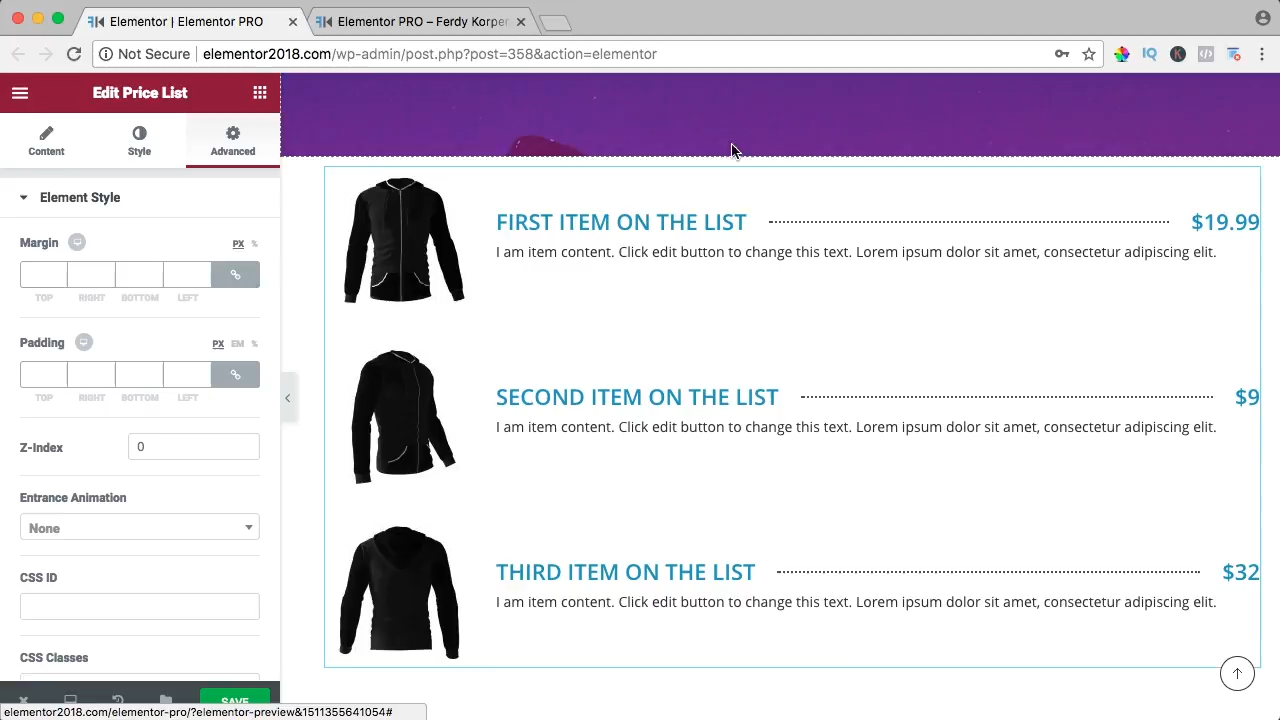 Elementor | Elementor PRO
Elementor PRO – Ferdy Korper
Not Secure | elementor2018.com/wp-admin/post.php?post=358&action=elementor
Edit Price List
Content
Style
Advanced
Element Style
Margin
PX %
TOP RIGHT BOTTOM LEFT
Padding
PX EM %
TOP RIGHT BOTTOM LEFT
Z-Index
0
Entrance Animation
None
CSS ID
CSS Classes
SAVE
elementor2018.com/elementor-pro/?elementor-preview&1511355641054#
FIRST ITEM ON THE LIST $19.99
I am item content. Click edit button to change this text. Lorem ipsum dolor sit amet, consectetur adipiscing elit.
SECOND ITEM ON THE LIST $9
I am item content. Click edit button to change this text. Lorem ipsum dolor sit amet, consectetur adipiscing elit.
THIRD ITEM ON THE LIST $32
I am item content. Click edit button to change this text. Lorem ipsum dolor sit amet, consectetur adipiscing elit.